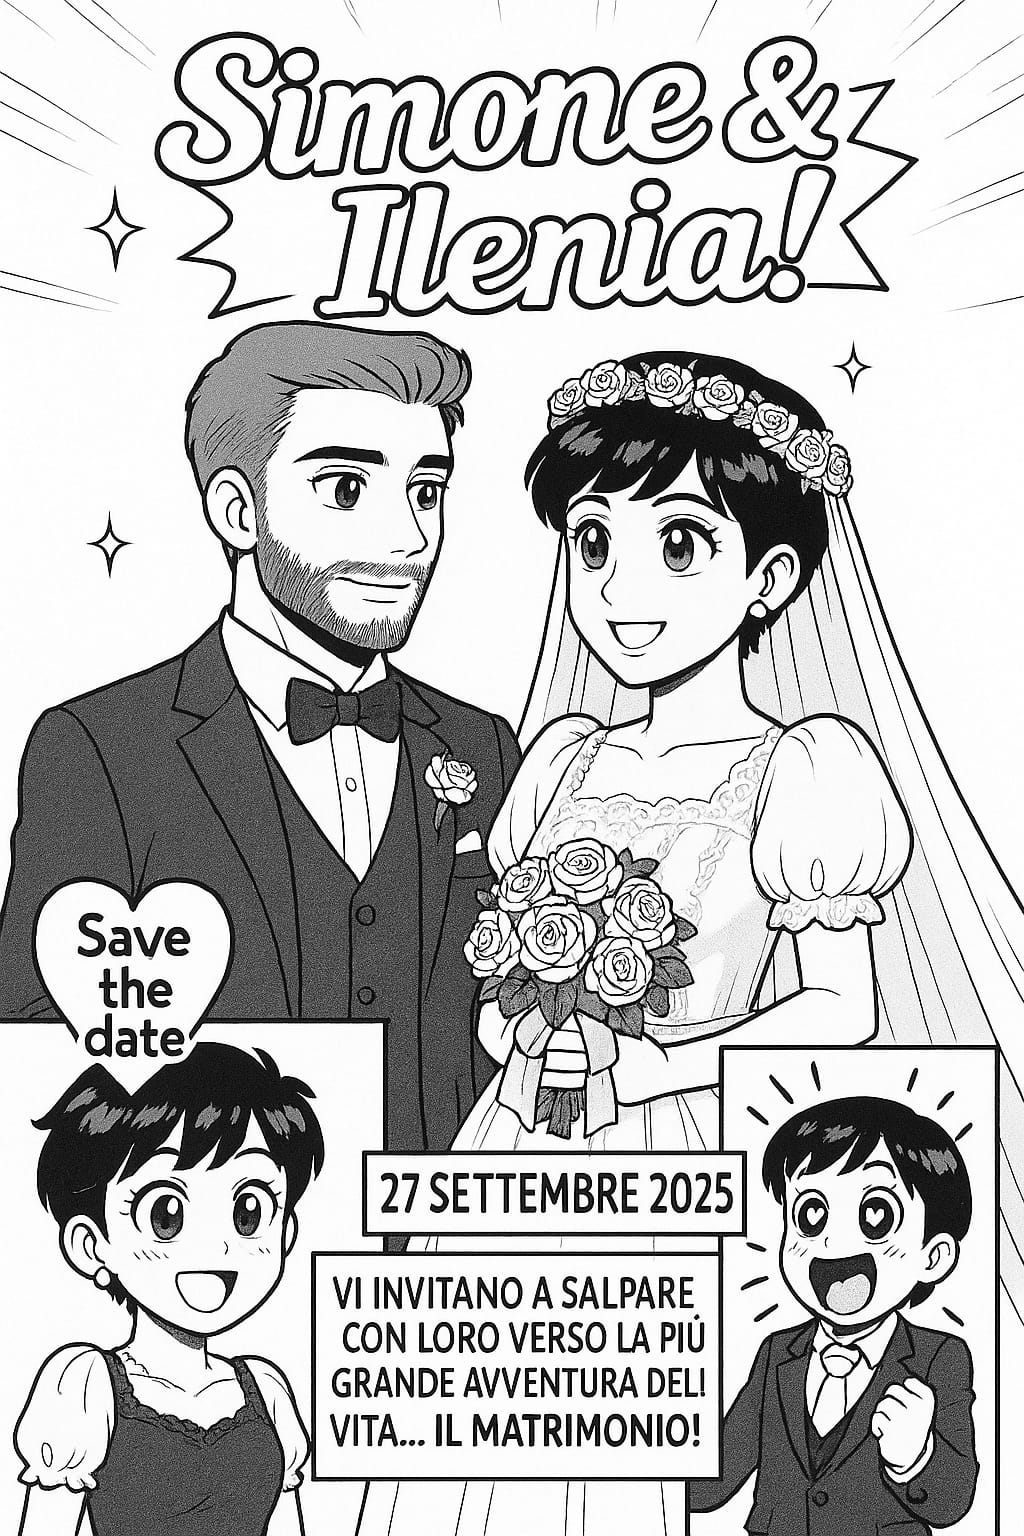 Simone &
Ilenia!
Save
the
date
27 SETTEMBRE 2025
VI INVITANO A SALPARE
CON LORO VERSO LA PIÚ
GRANDE AVVENTURA DEL!
VITA... IL MATRIMONIO!